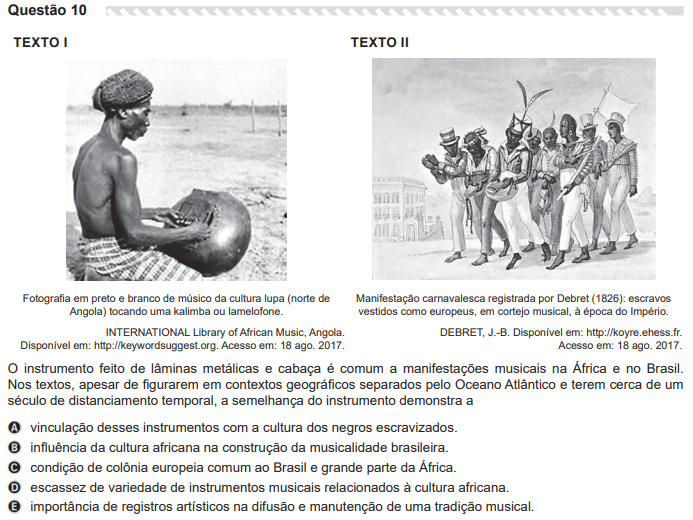 Questão 10
TEXTO I
TEXTO II
Fotografia em preto e branco de músico da cultura lupa (norte de
Angola) tocando uma kalimba ou lamelofone.
INTERNATIONAL Library of African Music, Angola.
Disponível em: http://keywordsuggest.org. Acesso em: 18 ago. 2017.
Manifestação carnavalesca registrada por Debret (1826): escravos
vestidos como europeus, em cortejo musical, à época do Império.
DEBRET, J.-B. Disponível em: http://koyre.ehess.fr.
Acesso em: 18 ago. 2017.
O instrumento feito de lâminas metálicas e cabaça é comum a manifestações musicais na África e no Brasil.
Nos textos, apesar de figurarem em contextos geográficos separados pelo Oceano Atlântico e terem cerca de um
século de distanciamento temporal, a semelhança do instrumento demonstra a
A vinculação desses instrumentos com a cultura dos negros escravizados.
B influência da cultura africana na construção da musicalidade brasileira.
C condição de colônia europeia comum ao Brasil e grande parte da África.
D escassez de variedade de instrumentos musicais relacionados à cultura africana.
E importância de registros artísticos na difusão e manutenção de uma tradição musical.